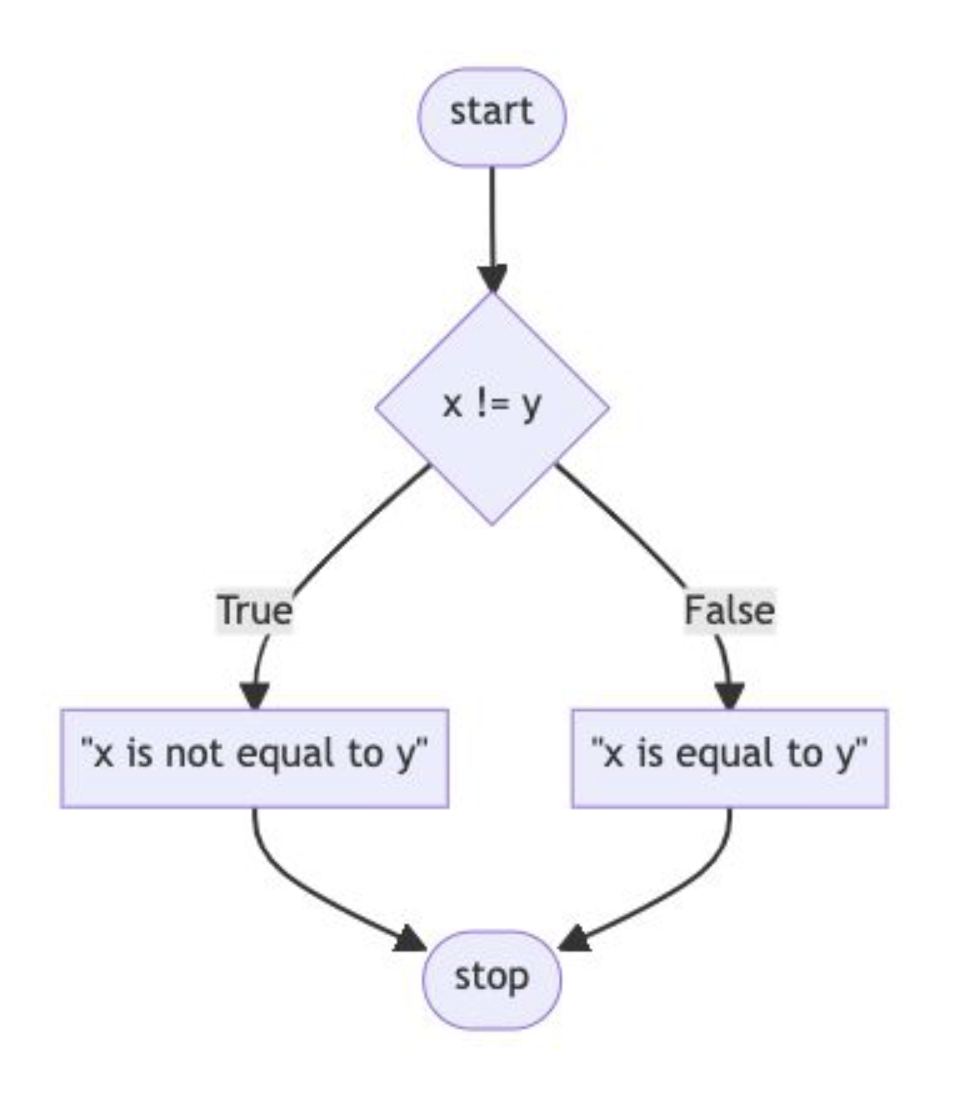 start
x != y
True
False
"x is not equal to y"
"x is equal to y"
stop